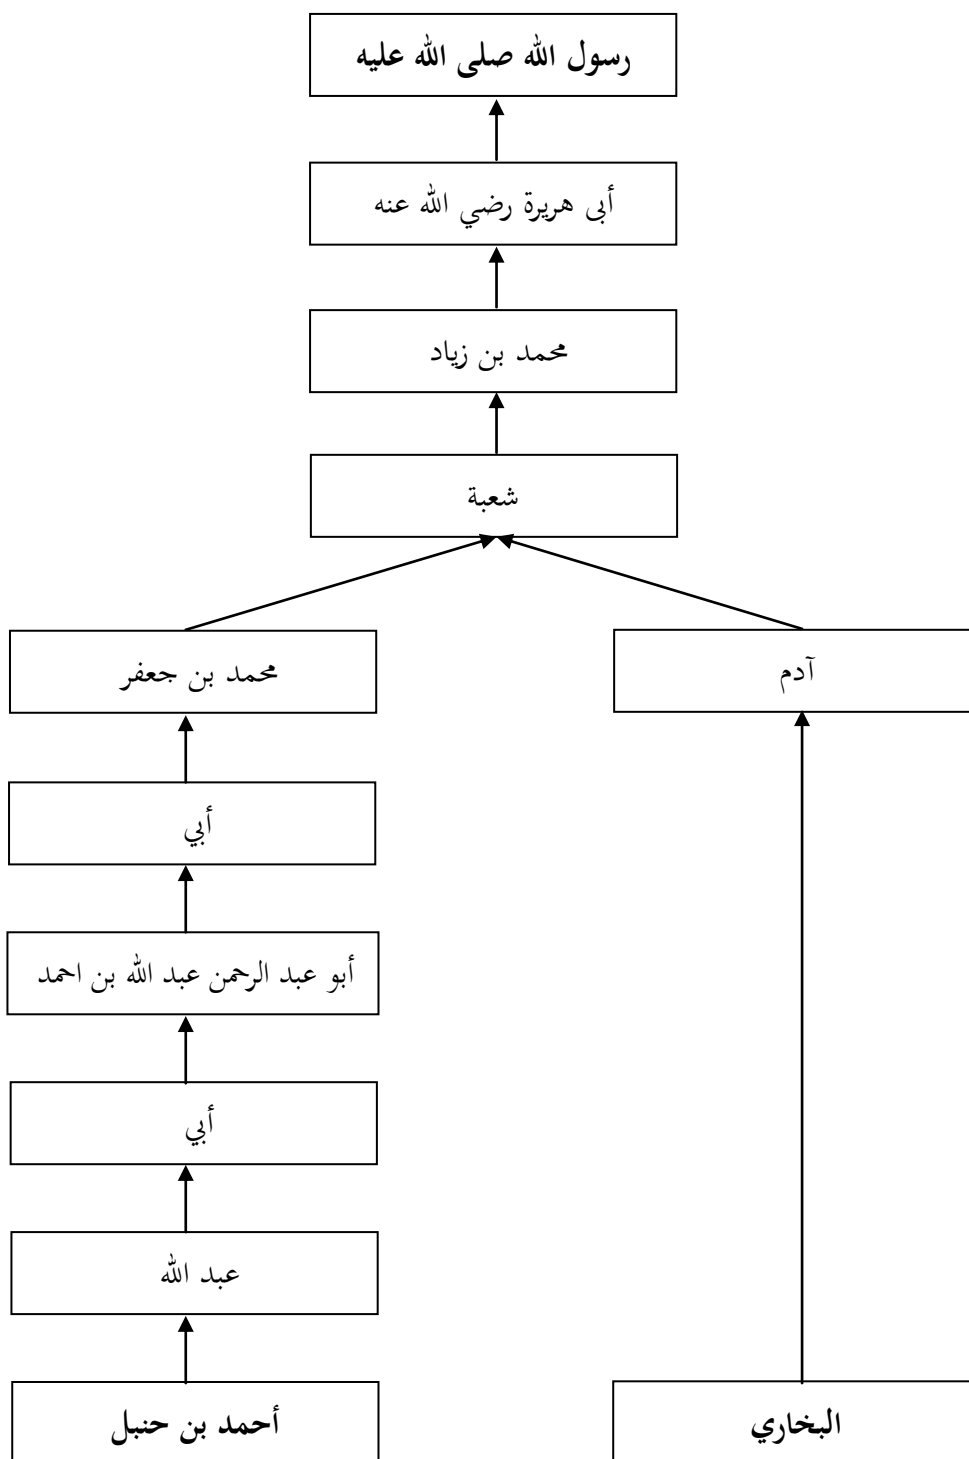 رسول الله صلى الله عليه
أبى هريرة رضي الله عنه
محمد بن زياد
شعبة
آدم
محمد بن جعفر
أبي
أبو عبد الرحمن عبد الله بن احمد
أبي
عبد الله
البخاري
أحمد بن حنبل